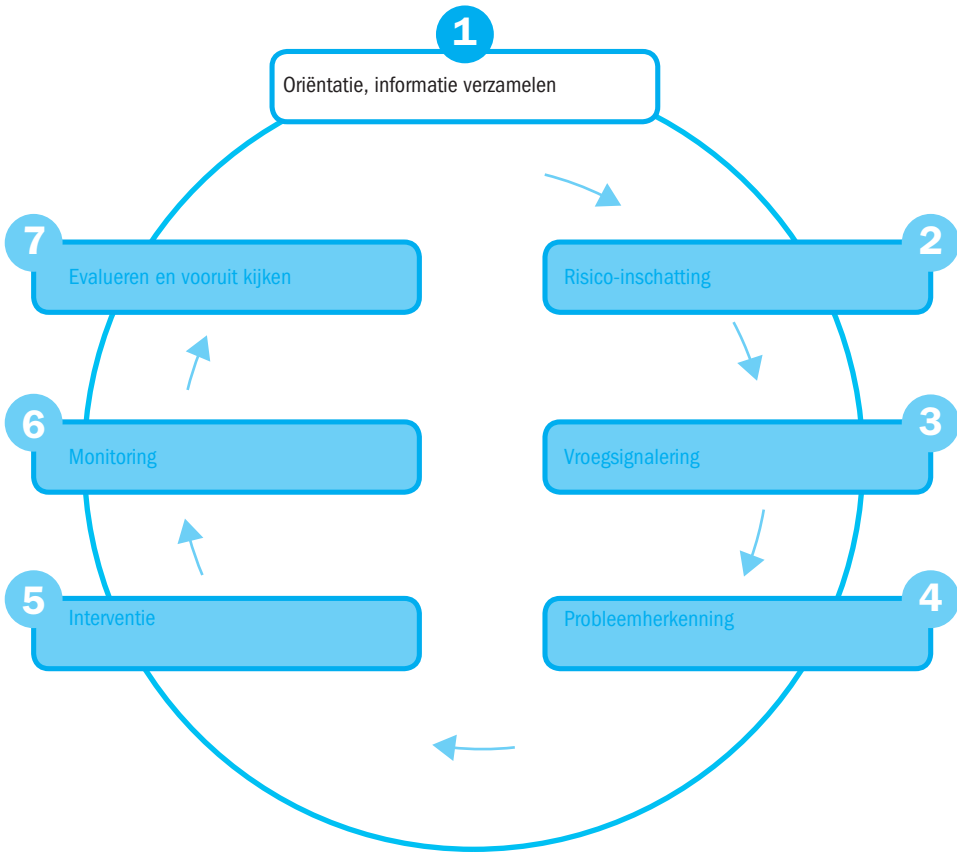 1
Oriëntatie, informatie verzamelen
2
Risico-inschatting
3
Vroegsignalering
4
Probleemherkenning
5
Interventie
6
Monitoring
7
Evalueren en vooruit kijken